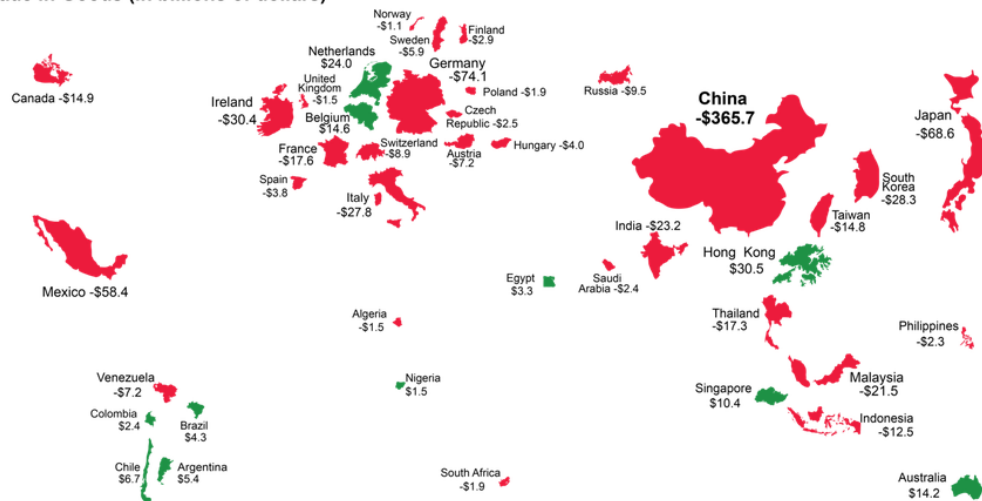 in Goods (in billions of dollars)
Norway
-$1.1
Finland
-$2.9
Sweden
-$5.9
Netherlands
$24.0
Germany
-$74.1
Canada -$14.9
United
Kingdom
-$1.5
Poland -$1.9
Russia -$9.5
Ireland
-$30.4
Belgium
$14.6
Czech
Republic -$2.5
China
-$365.7
Japan
-$68.6
France
-$17.6
Switzerland
-$8.9
Austria
-$7.2
Hungary -$4.0
Spain
-$3.8
Italy
-$27.8
South
Korea
-$28.3
Taiwan
-$14.8
India -$23.2
Hong Kong
$30.5
Mexico -$58.4
Egypt
$3.3
Saudi
Arabia -$2.4
Algeria
-$1.5
Thailand
-$17.3
Philippines
-$2.3
Venezuela
-$7.2
Nigeria
$1.5
Malaysia
-$21.5
Singapore
$10.4
Colombia
$2.4
Brazil
$4.3
Indonesia
-$12.5
Chile
$6.7
Argentina
$5.4
South Africa
-$1.9
Australia
$14.2